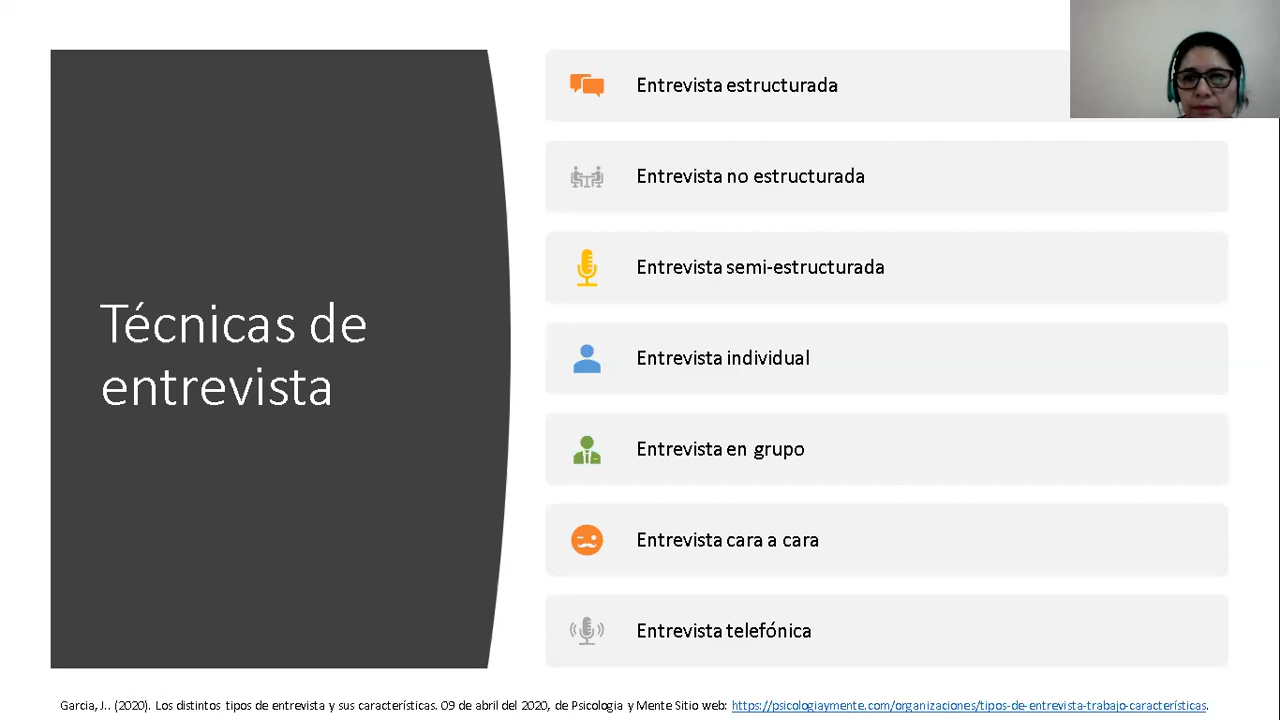 Técnicas de
entrevista
Entrevista estructurada
Entrevista no estructurada
Entrevista semi-estructurada
Entrevista individual
Entrevista en grupo
Entrevista cara a cara
Entrevista telefónica
Garcia, J.. (2020). Los distintos tipos de entrevista y sus características. 09 de abril del 2020, de Psicologia y Mente Sitio web: https://psicologiaymente.com/organizaciones/tipos-de-entrevista-trabajo-características.